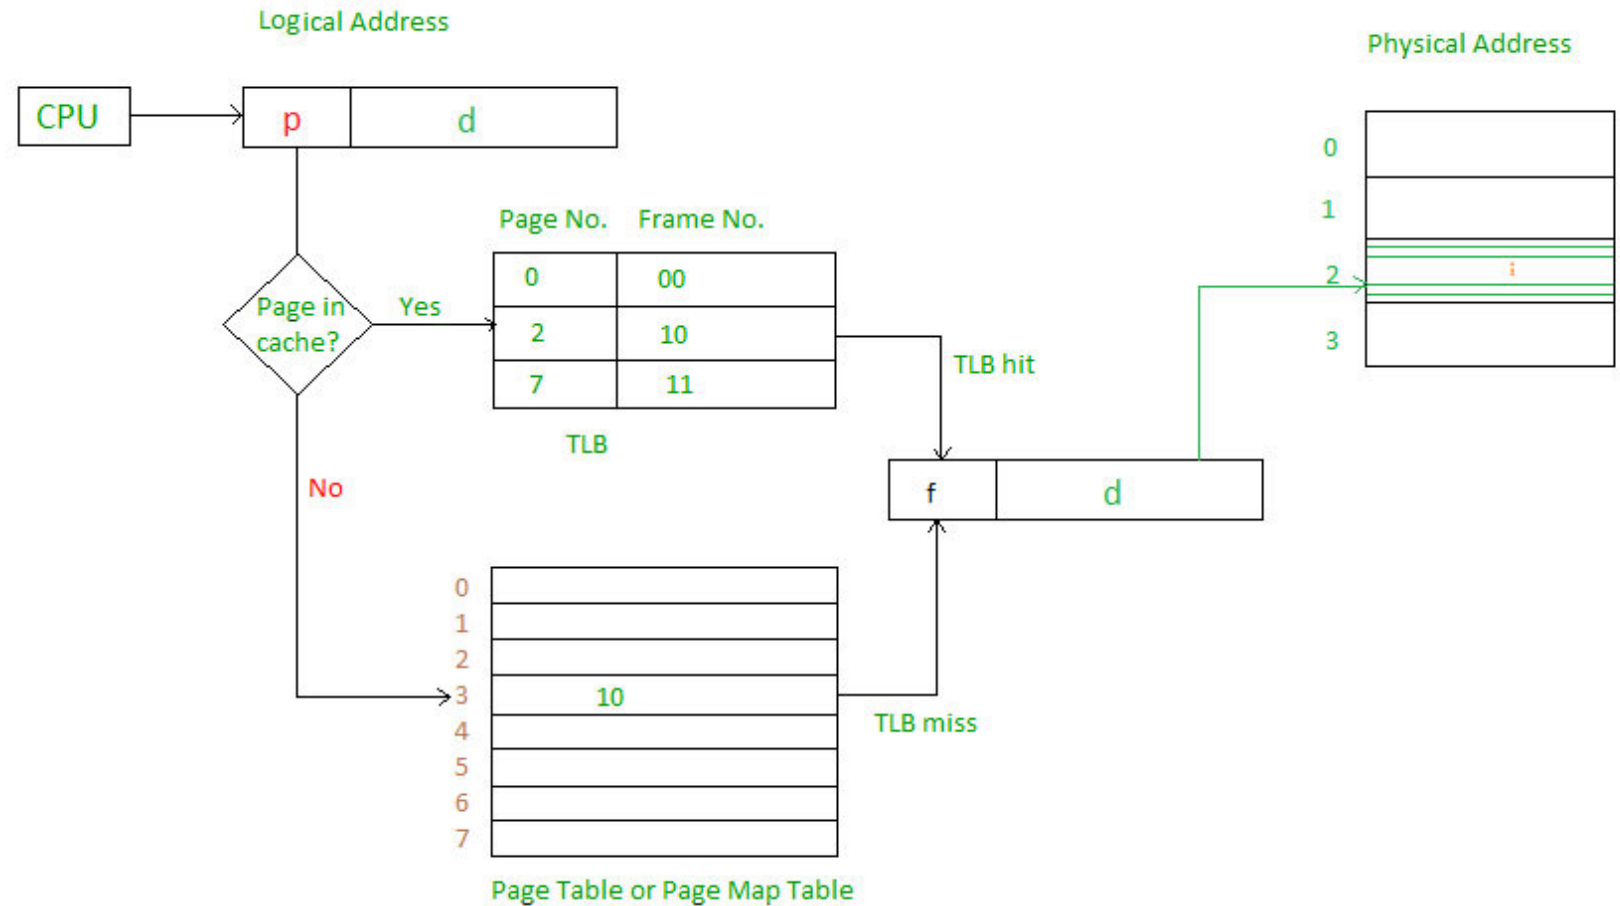 Logical Address
Physical Address
CPU
p
d
Page No.
Frame No.
0
00
2
10
7
11
TLB
Page in
cache?
Yes
No
TLB hit
f
d
0
1
2
3
0
1
2
3
10
4
5
6
7
TLB miss
Page Table or Page Map Table